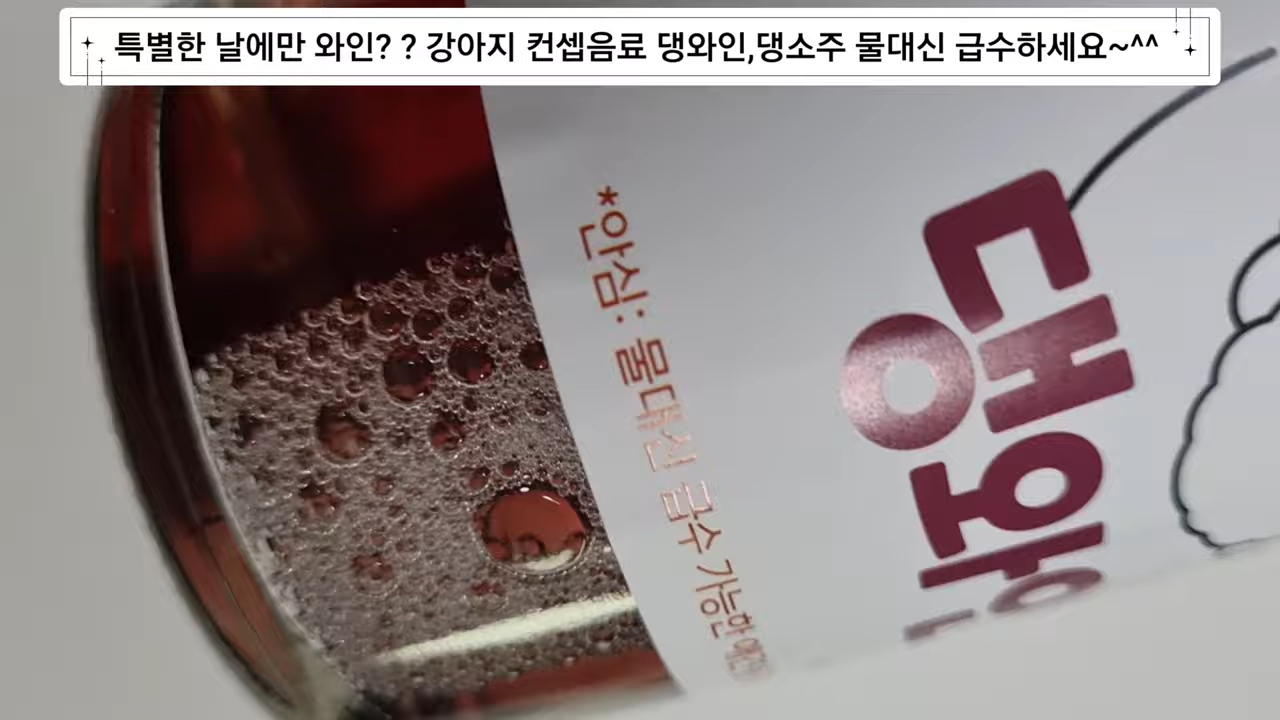 특별한 날에만 와인? ? 강아지 컨셉음료 댕와인,댕소주 물대신 급수하세요~^^
*안심: 물대신 급수 가능한
댕와인